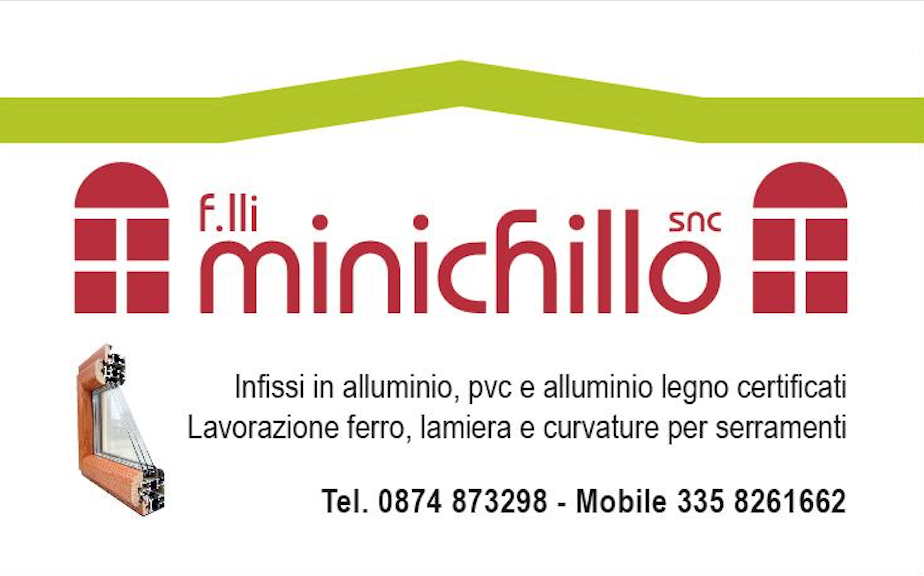 f.lli
minichillo snc
Infissi in alluminio, pvc e alluminio legno certificati
Lavorazione ferro, lamiera e curvature per serramenti
Tel. 0874 873298 - Mobile 335 8261662